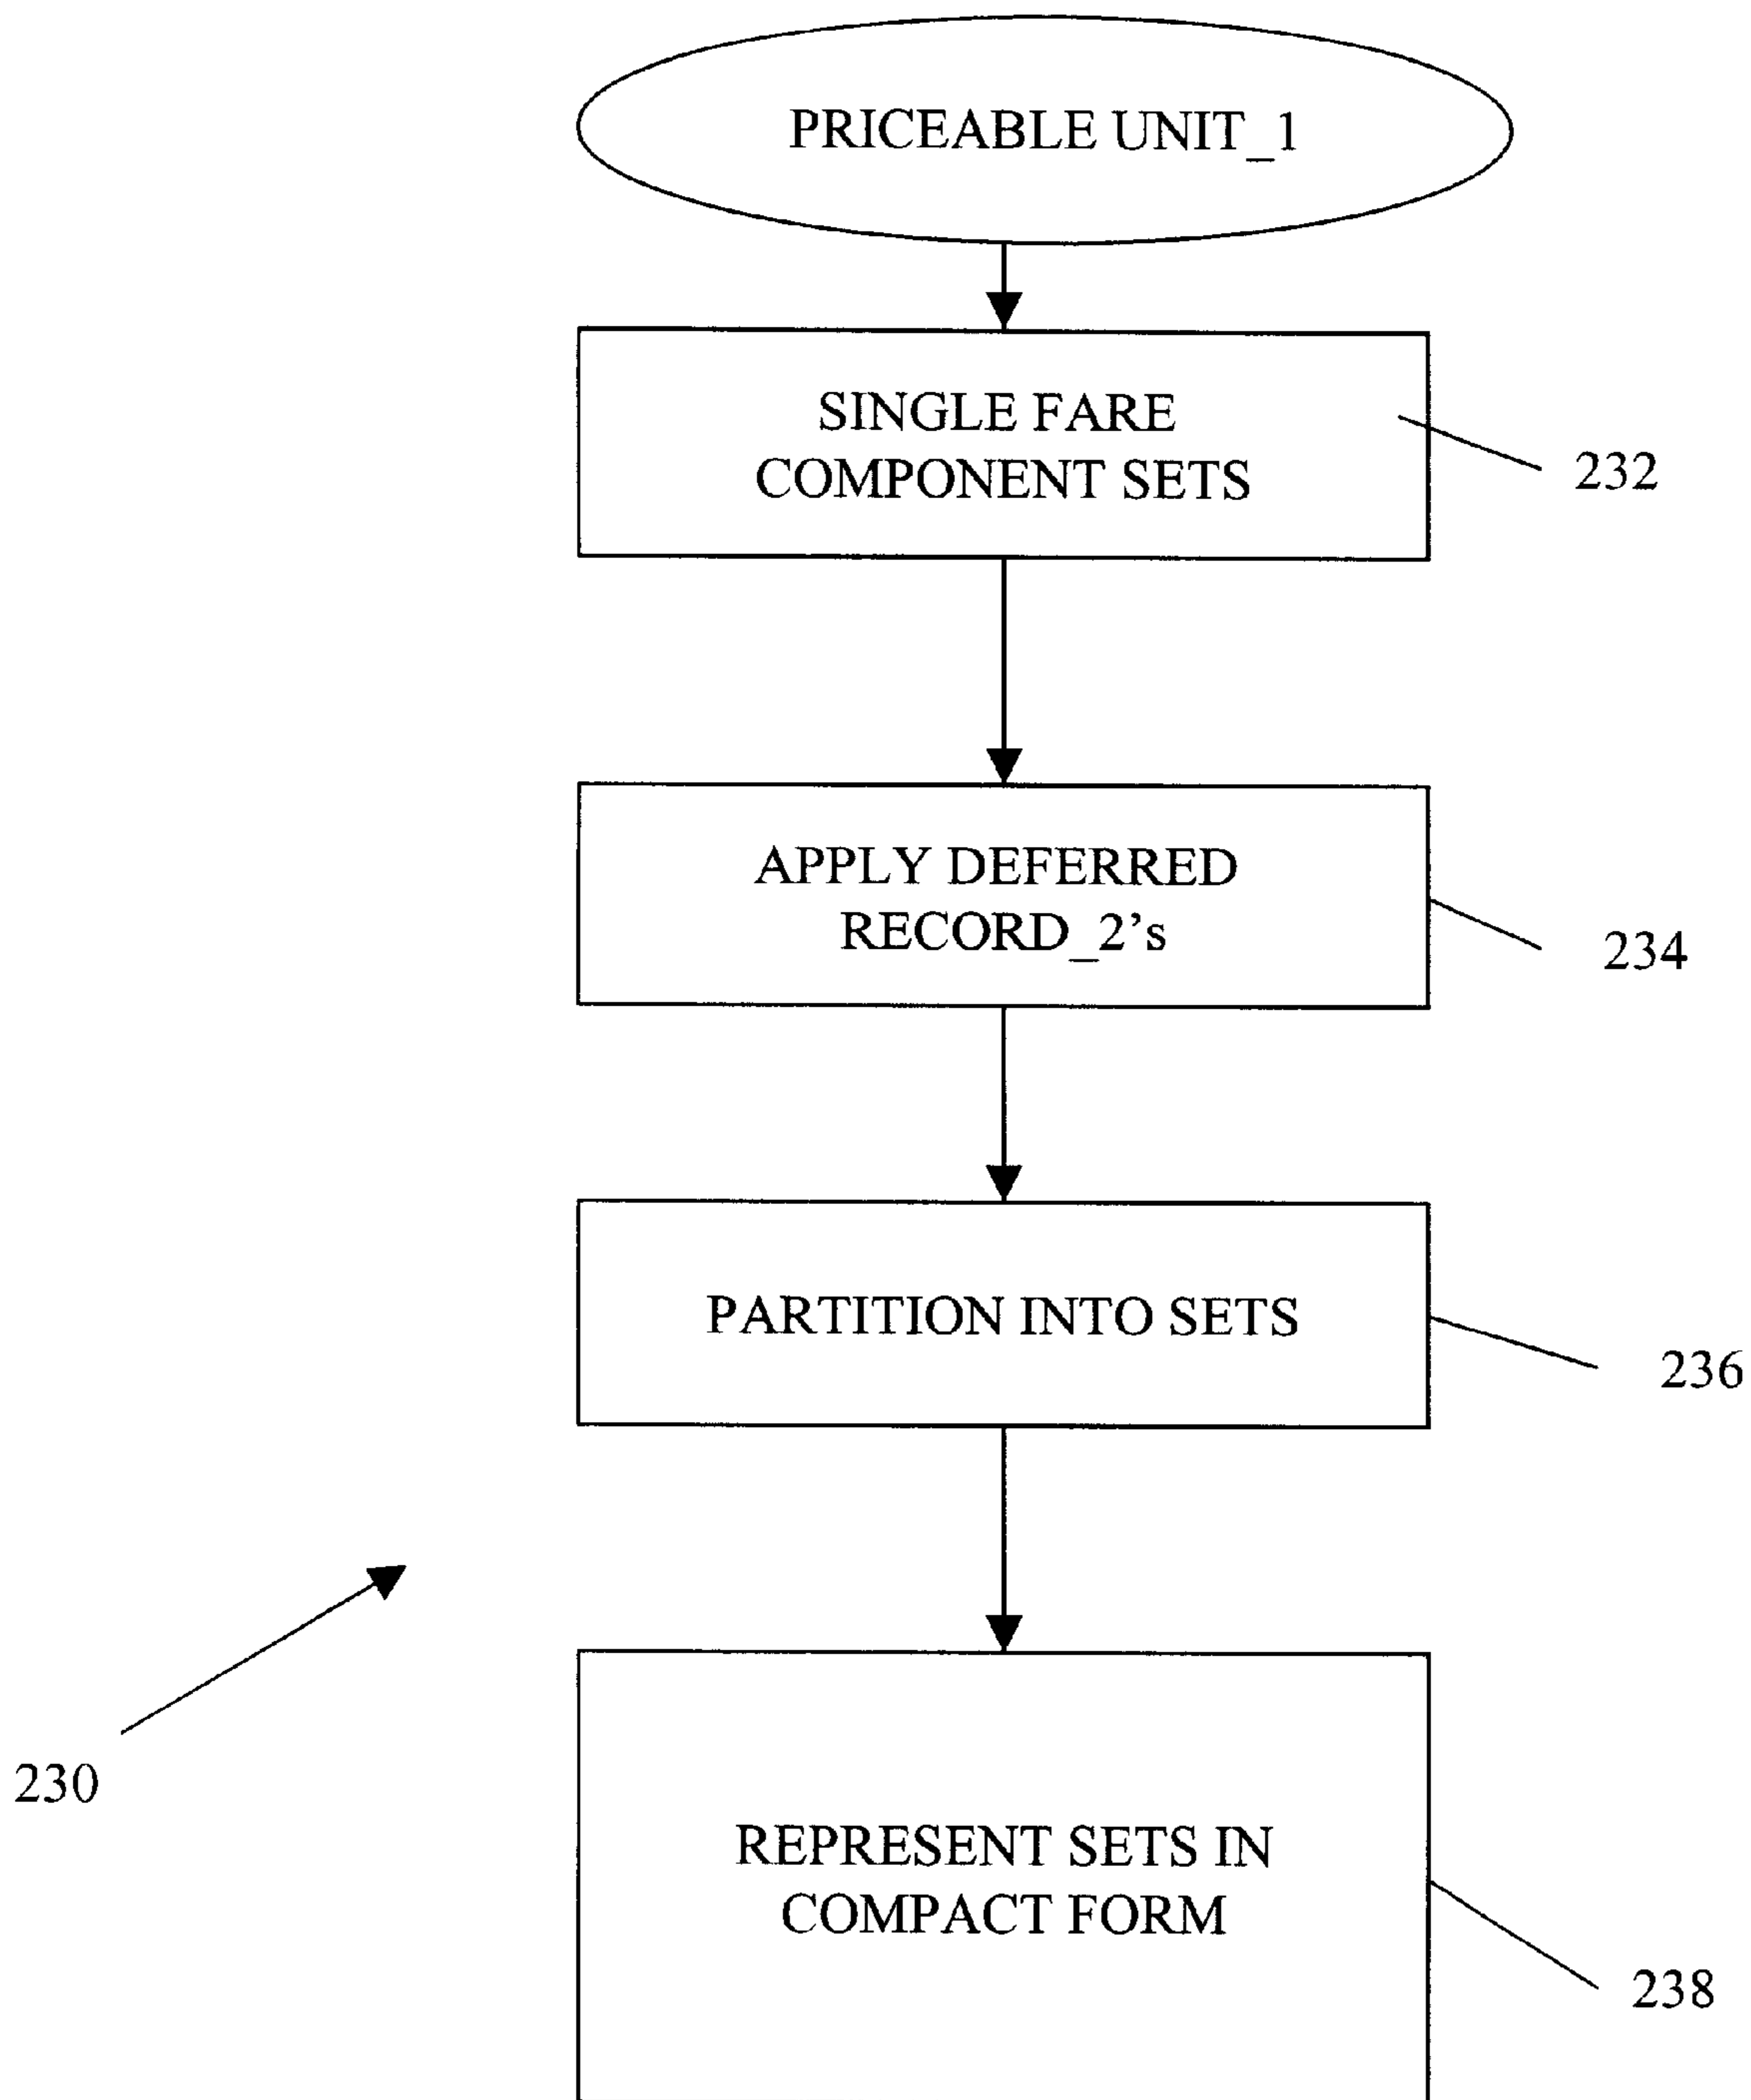 PRICEABLE UNIT_1
SINGLE FARE
COMPONENT SETS
232
APPLY DEFERRED
RECORD_2’s
234
PARTITION INTO SETS
236
230
REPRESENT SETS IN
COMPACT FORM
238